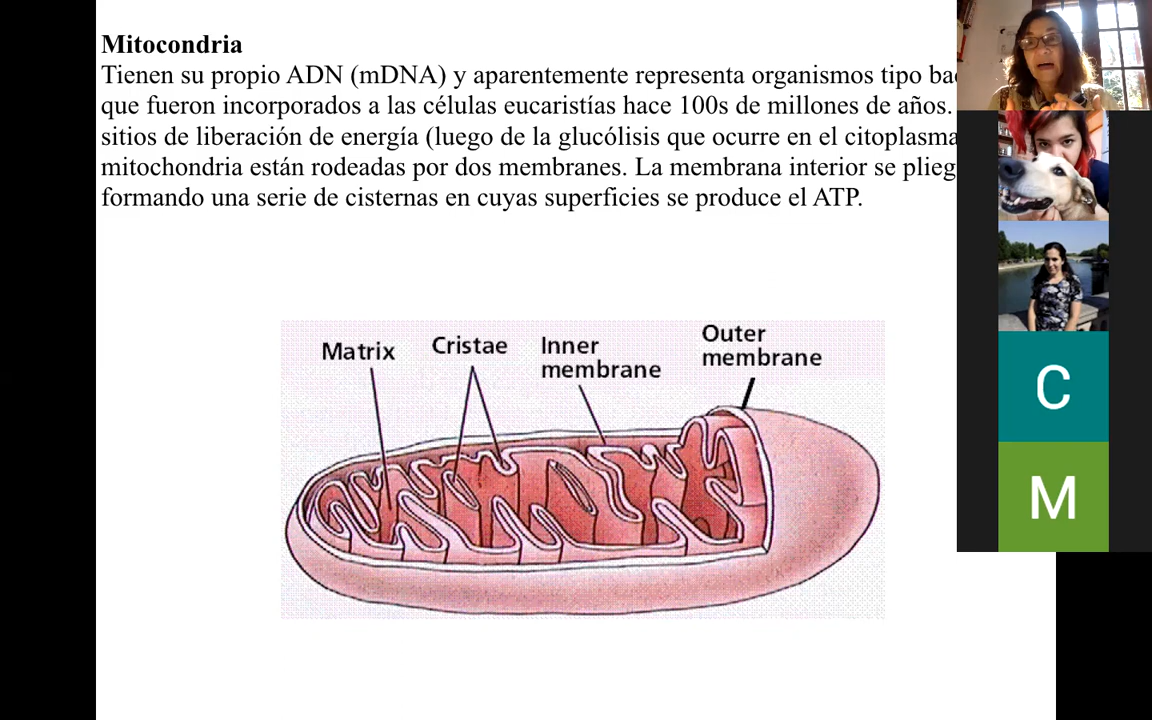 Mitocondria
Tienen su propio ADN (mDNA) y aparentemente representa organismos tipo
que fueron incorporados a las células eucaristías hace 100s de millones de años.
sitios de liberación de energía (luego de la glucólisis que ocurre en el citoplasma
mitochondria están rodeadas por dos membranes. La membrana interior se
formando una serie de cisternas en cuyas superficies se produce el ATP.
Matrix
Cristae
Inner
membrane
Outer
membrane
C
M